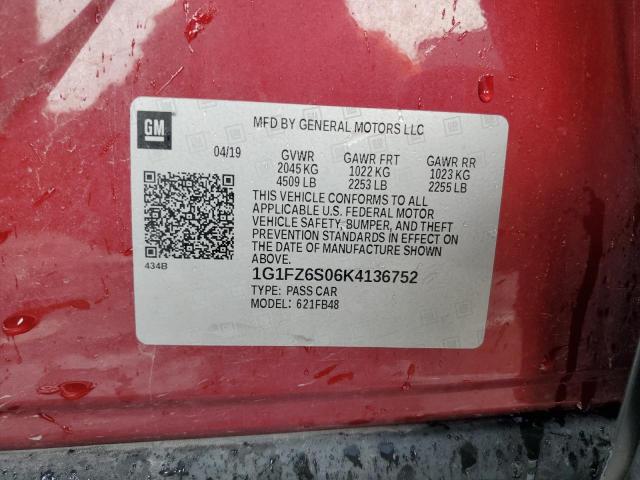 GM
MFD BY GENERAL MOTORS LLC
04/19 GVWR GAWR FRT GAWR RR
2045 KG 1022 KG 1023 KG
4509 LB 2253 LB 2255 LB
THIS VEHICLE CONFORMS TO ALL
APPLICABLE U.S. FEDERAL MOTOR
VEHICLE SAFETY, BUMPER, AND THEFT
PREVENTION STANDARDS IN EFFECT ON
THE DATE OF MANUFACTURE SHOWN
ABOVE.
434B
1G1FZ6S06K4136752
TYPE: PASS CAR
MODEL: 621FB48